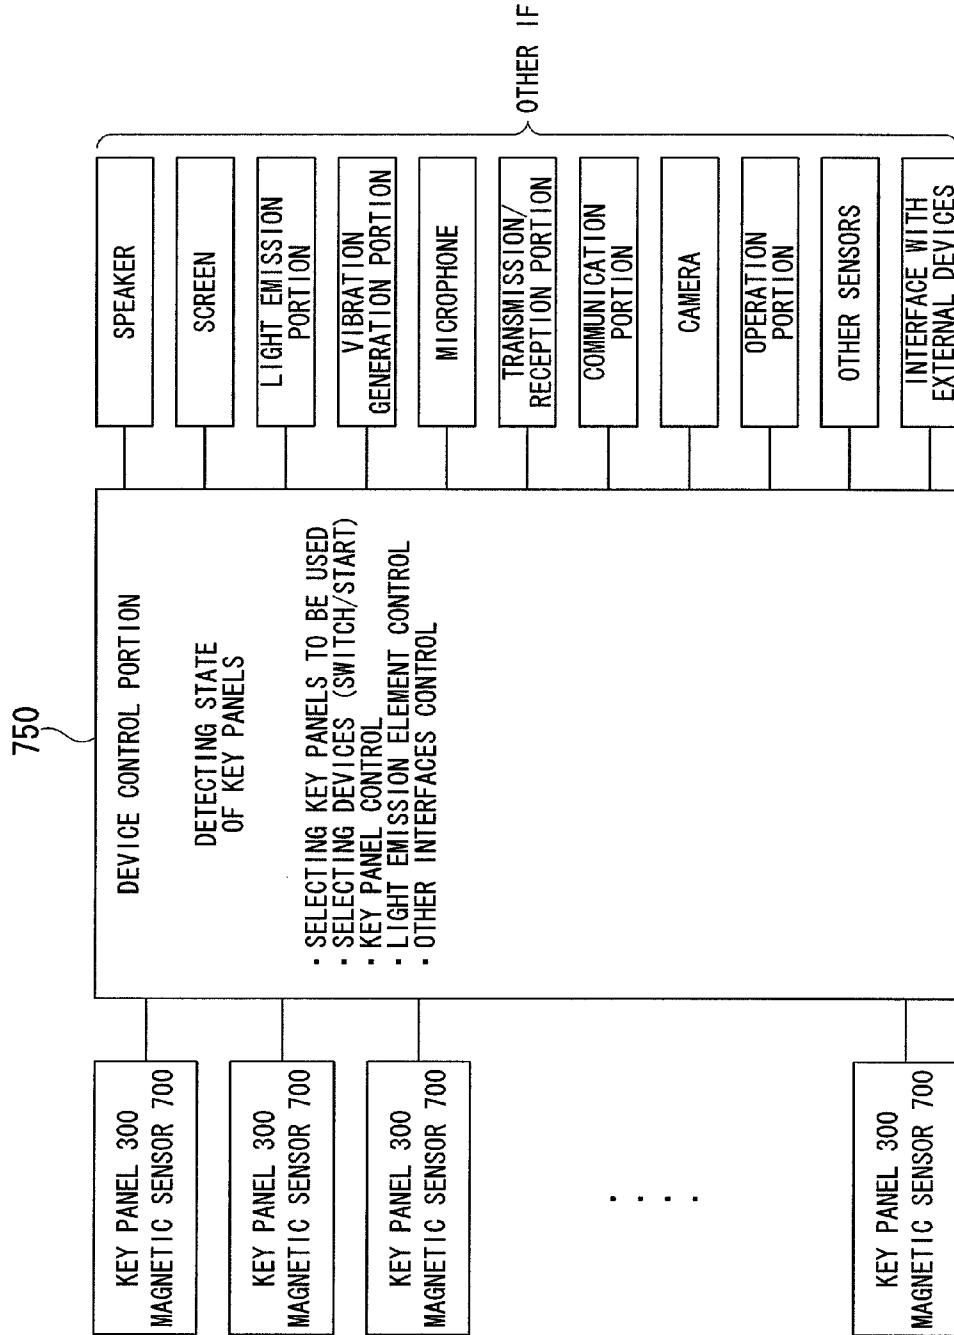 750
DEVICE CONTROL PORTION
DETECTING STATE
OF KEY PANELS
· SELECTING KEY PANELS TO BE USED
· SELECTING DEVICES (SWITCH/START)
· KEY PANEL CONTROL
· LIGHT EMISSION ELEMENT CONTROL
· OTHER INTERFACES CONTROL
KEY PANEL 300
MAGNETIC SENSOR 700
KEY PANEL 300
MAGNETIC SENSOR 700
KEY PANEL 300
MAGNETIC SENSOR 700
· · · ·
KEY PANEL 300
MAGNETIC SENSOR 700
SPEAKER
SCREEN
LIGHT EMISSION
PORTION
VIBRATION
GENERATION PORTION
MICROPHONE
TRANSMISSION/
RECEPTION PORTION
COMMUNICATION
PORTION
CAMERA
OPERATION
PORTION
OTHER SENSORS
INTERFACE WITH
EXTERNAL DEVICES
OTHER IF